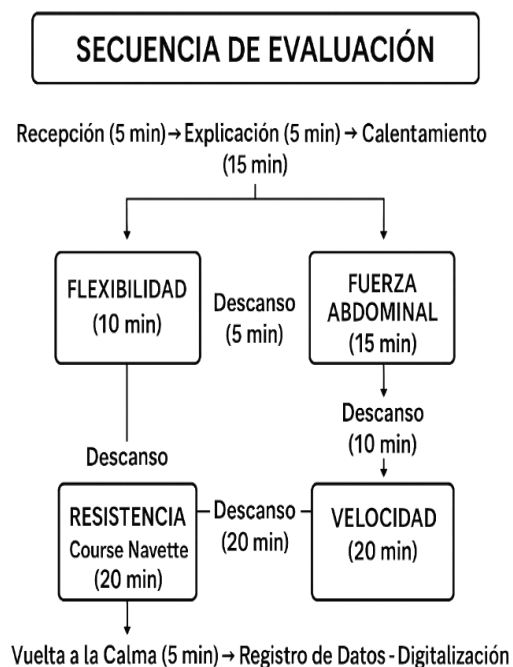 SECUENCIA DE EVALUACIÓN
Recepción (5 min)→Explicación (5 min)→Calentamiento
(15 min)
FLEXIBILIDAD
(10 min)
Descanso
(5 min)
FUERZA
ABDOMINAL
(15 min)
Descanso
(10 min)
Descanso
RESISTENCIA
Course Navette
(20 min)
Descanso
(20 min)
VELOCIDAD
(20 min)
Vuelta a la Calma (5 min)→Registro de Datos - Digitalización